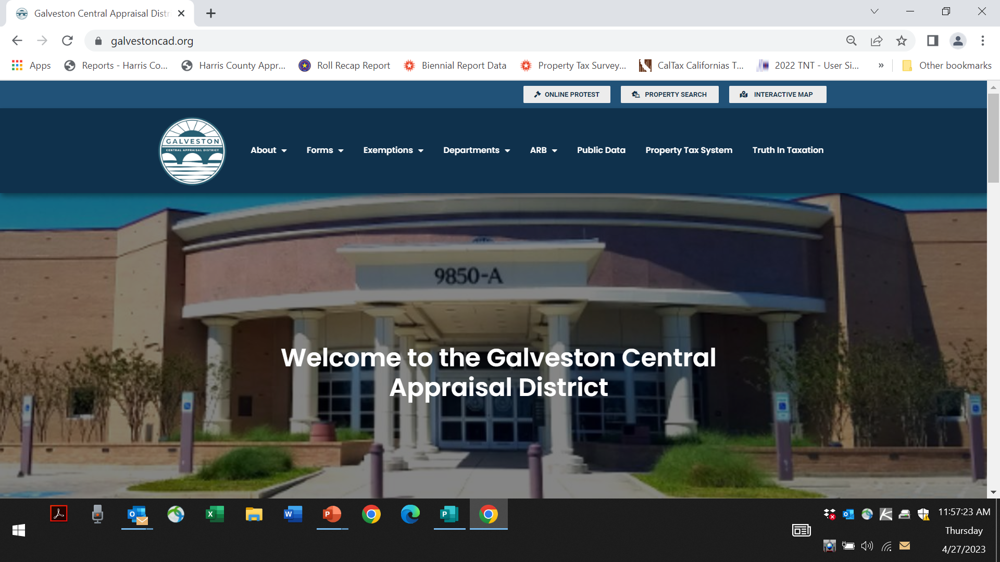 Galveston Central Appraisal Distr
galvestoncad.org
Apps
Reports - Harris Co...
Harris County Appr...
Roll Recap Report
Biennial Report Data
Property Tax Survey...
CalTax Californias T...
2022 TNT - User Si...
»
Other bookmarks
ONLINE PROTEST
PROPERTY SEARCH
INTERACTIVE MAP
GALVESTON
CENTRAL APPRAISAL DISTRICT
About
Forms
Exemptions
Departments
ARB
Public Data
Property Tax System
Truth In Taxation
9850-A
Welcome to the Galveston Central
Appraisal District
11:57:23 AM
Thursday
4/27/2023